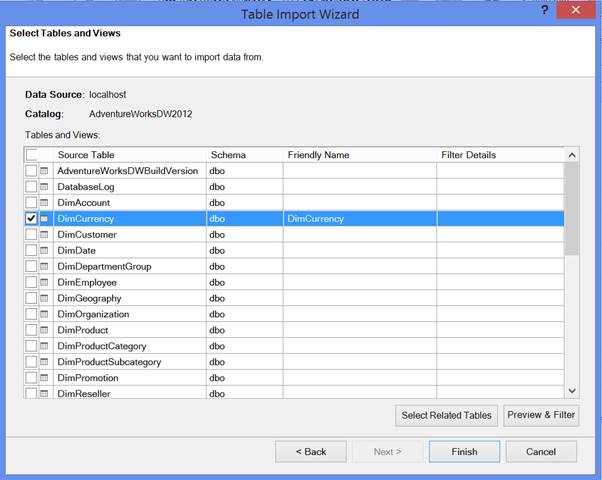 Table Import Wizard
?
Select Tables and Views
Select the tables and views that you want to import data from.
Data Source: localhost
Catalog: AdventureWorksDW2012
Tables and Views:
Source Table Schema Friendly Name Filter Details
AdventureWorksDWBuildVersion dbo
DatabaseLog dbo
DimAccount dbo
DimCurrency dbo DimCurrency
DimCustomer dbo
DimDate dbo
DimDepartmentGroup dbo
DimEmployee dbo
DimGeography dbo
DimOrganization dbo
DimProduct dbo
DimProductCategory dbo
DimProductSubcategory dbo
DimPromotion dbo
DimReseller dbo
Select Related Tables Preview & Filter
< Back Next > Finish Cancel